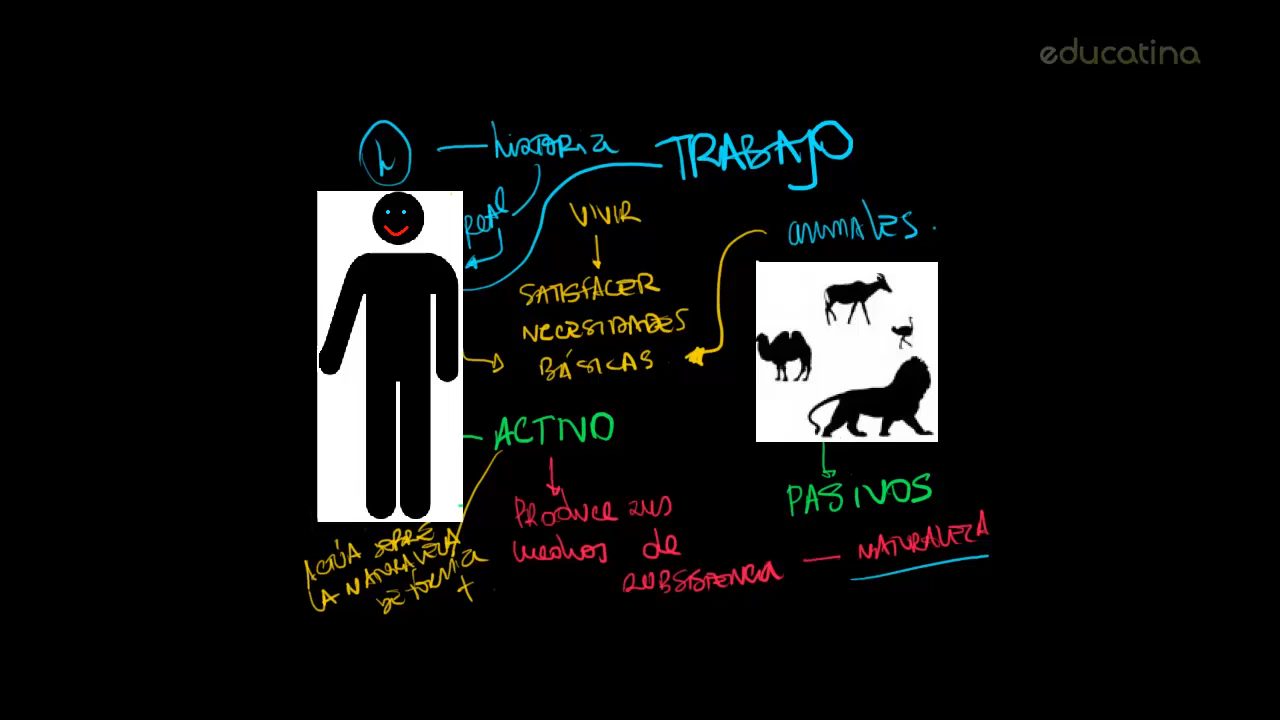 educatina
h — historia
TRABAJO
real
VIVIR
animales.
SATISFACER
NECESIDADES
BÁSICAS
ACTIVO
PASIVOS
PRODUCE sus
medios de
SUBSISTENCIA — NATURALEZA
ACTÚA SOBRE
LA NATURALEZA
DE forma
+